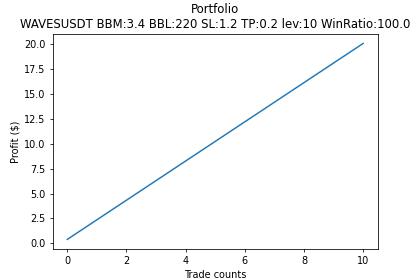 Portfolio
WAVESUSDT BBM:3.4 BBL:220 SL:1.2 TP:0.2 lev:10 WinRatio:100.0
20.0
17.5
15.0
12.5
10.0
7.5
5.0
2.5
0.0
Profit ($)
0 2 4 6 8 10
Trade counts